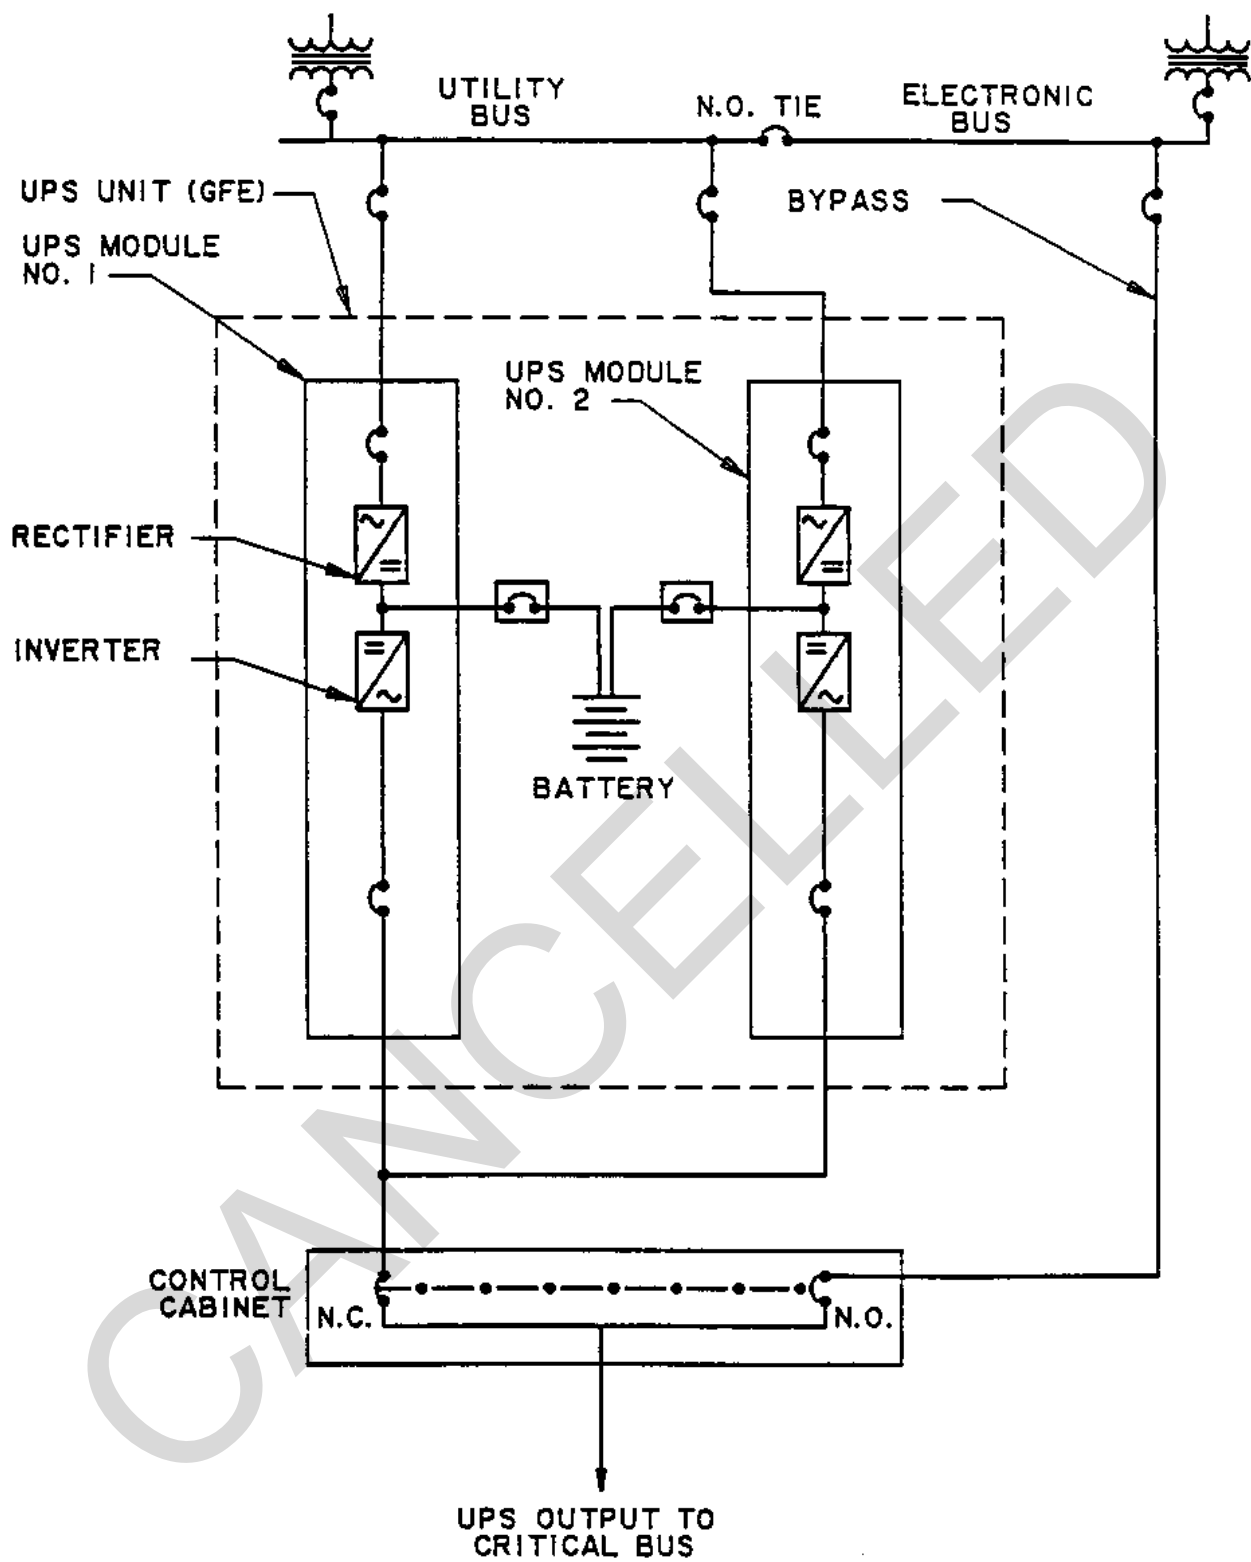 UTILITY
BUS
N.O. TIE
ELECTRONIC
BUS
UPS UNIT (GFE)
BYPASS
UPS MODULE
NO. 1
UPS MODULE
NO. 2
RECTIFIER
INVERTER
BATTERY
CANCELLED
CONTROL
CABINET
N.C.
N.O.
UPS OUTPUT TO
CRITICAL BUS